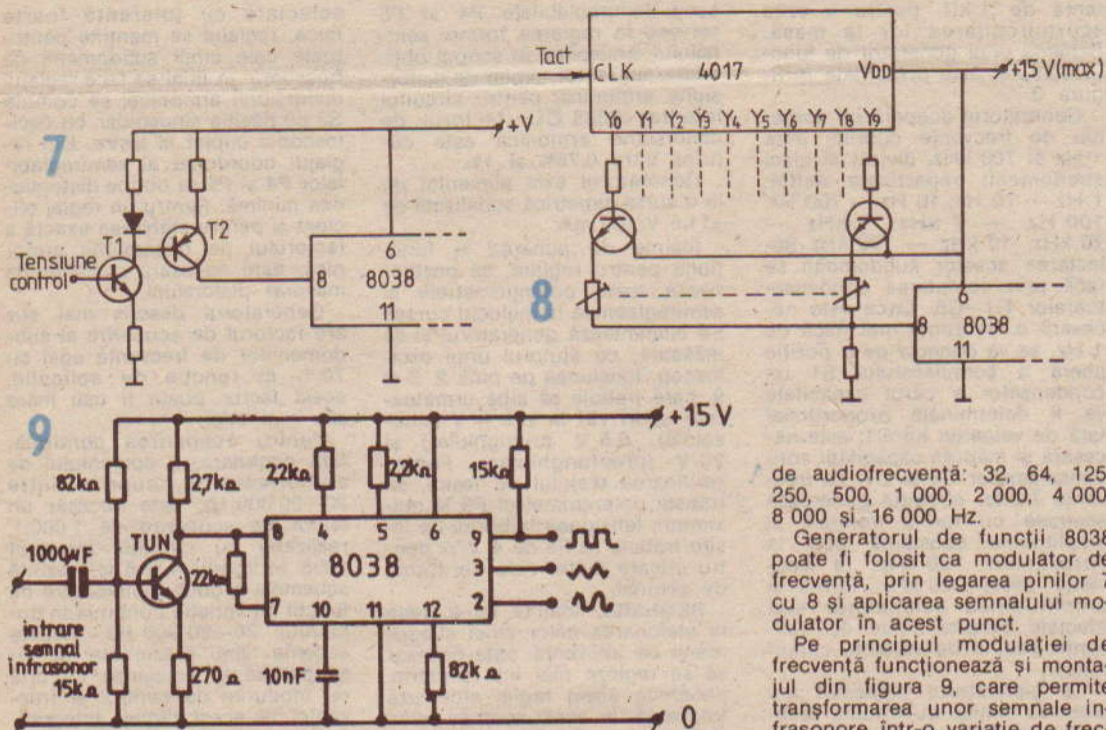 Tact
CLK 4017 VDD
+15 V(max)
Y0 Y1 Y2 Y3 Y4 Y5 Y6 Y7 Y8 Y9
7
+V
T1
T2
Tensiune
control
6
8 8038
11
8
6
8 8038
11
9
+15 V
82kΩ
2,7kΩ
22kΩ
2,2kΩ
15kΩ
1000μF
TUN
22kΩ
8 4 5 6 9
8038 3
7 10 11 12 2
intrare
semnal
infrasonor
15kΩ
270Ω
10nF
82kΩ
0
de audiofrecvență: 32, 64, 125,
250, 500, 1 000, 2 000, 4 000,
8 000 și 16 000 Hz.
Generatorul de funcții 8038
poate fi folosit ca modulator de
frecvență, prin legarea pinilor 7
cu 8 și aplicarea semnalului mo-
dulator în acest punct.
Pe principiul modulației de
frecvență funcționează și monta-
jul din figura 9, care permite
transformarea unor semnale in-
frasonore într-o variație de frec-